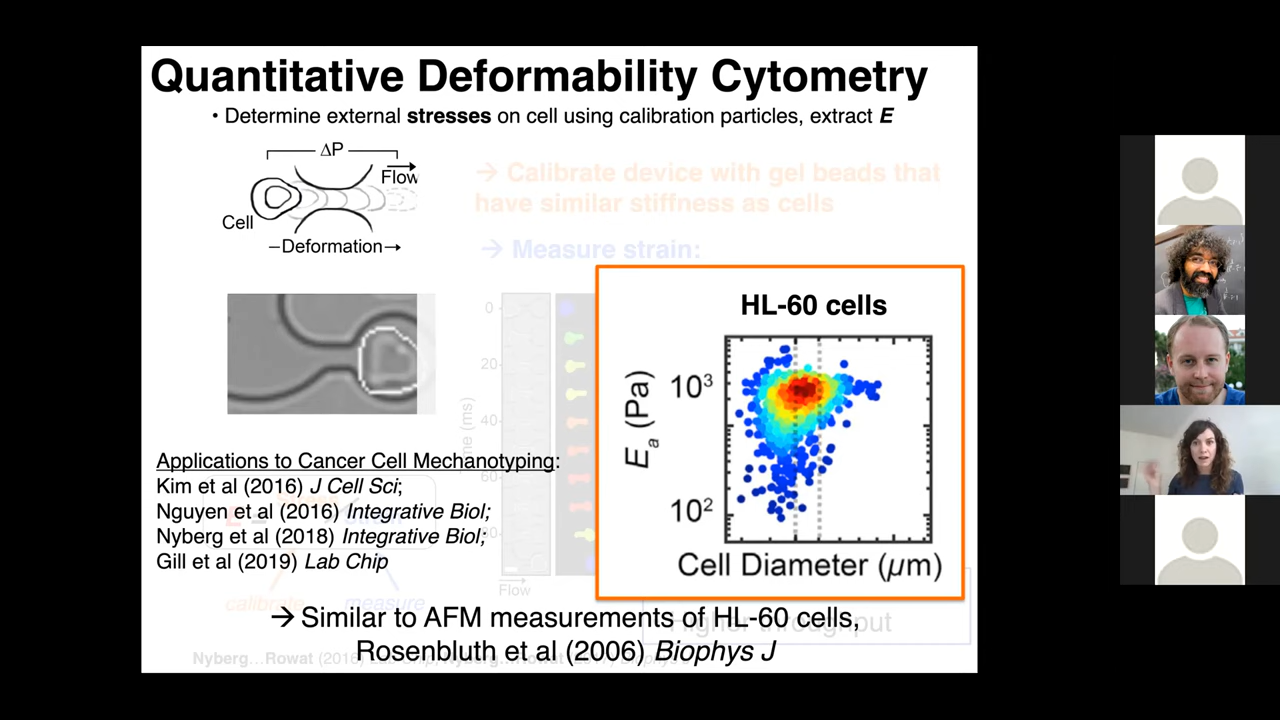 Quantitative Deformability Cytometry
• Determine external stresses on cell using calibration particles, extract E
ΔP
Flow
Cell
Deformation
→ Calibrate device with gel beads that
have similar stiffness as cells
→ Measure strain:
0
20
40
60
(ms)
Flow
HL-60 cells
10³
10²
Eₐ (Pa)
Cell Diameter (µm)
Applications to Cancer Cell Mechanotyping:
Kim et al (2016) J Cell Sci;
Nguyen et al (2016) Integrative Biol;
Nyberg et al (2018) Integrative Biol;
Gill et al (2019) Lab Chip
calibrate
measure
Higher throughput
→ Similar to AFM measurements of HL-60 cells,
Rosenbluth et al (2006) Biophys J
Nyberg...Rowat